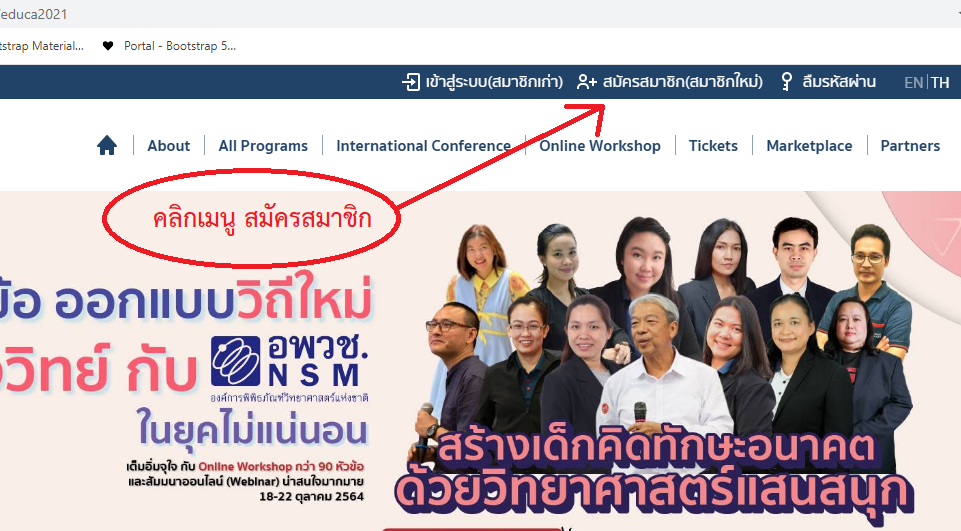 educa2021
tstrap Material...
Portal - Bootstrap 5...
เข้าสู่ระบบ(สมาชิกเก่า) สมัครสมาชิก(สมาชิกใหม่) ลืมรหัสผ่าน EN|TH
About All Programs International Conference Online Workshop Tickets Marketplace Partners
คลิกเมนู สมัครสมาชิก
ข้อ ออกแบบวิถีใหม่
วิทย์ กับ
อพวช.
NSM
องค์การพิพิธภัณฑ์วิทยาศาสตร์แห่งชาติ
ในยุคไม่แน่นอน
เต็มอิ่มจุใจ กับ Online Workshop กว่า 90 หัวข้อ
และสัมมนาออนไลน์ (Webinar) น่าสนใจมากมาย
18-22 ตุลาคม 2564
สร้างเด็กคิดทักษะอนาคต
ด้วยวิทยาศาสตร์แสนสนุก